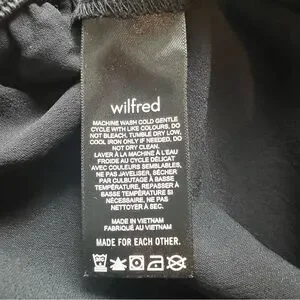 wilfred
MACHINE WASH COLD GENTLE
CYCLE WITH LIKE COLOURS, DO
NOT BLEACH, TUMBLE DRY LOW,
COOL IRON ONLY IF NEEDED, DO
NOT DRY CLEAN.
LAVER À LA MACHINE À L'EAU
FROIDE AU CYCLE DÉLICAT
AVEC COULEURS SEMBLABLES,
NE PAS JAVELISER, SÉCHER
PAR CULBUTAGE À BASSE
TEMPÉRATURE, REPASSER À
BASSE TEMPÉRATURE SI
NÉCESSAIRE, NE PAS
NETTOYER À SEC.
MADE IN VIETNAM
FABRIQUÉ AU VIETNAM
MADE FOR EACH OTHER.